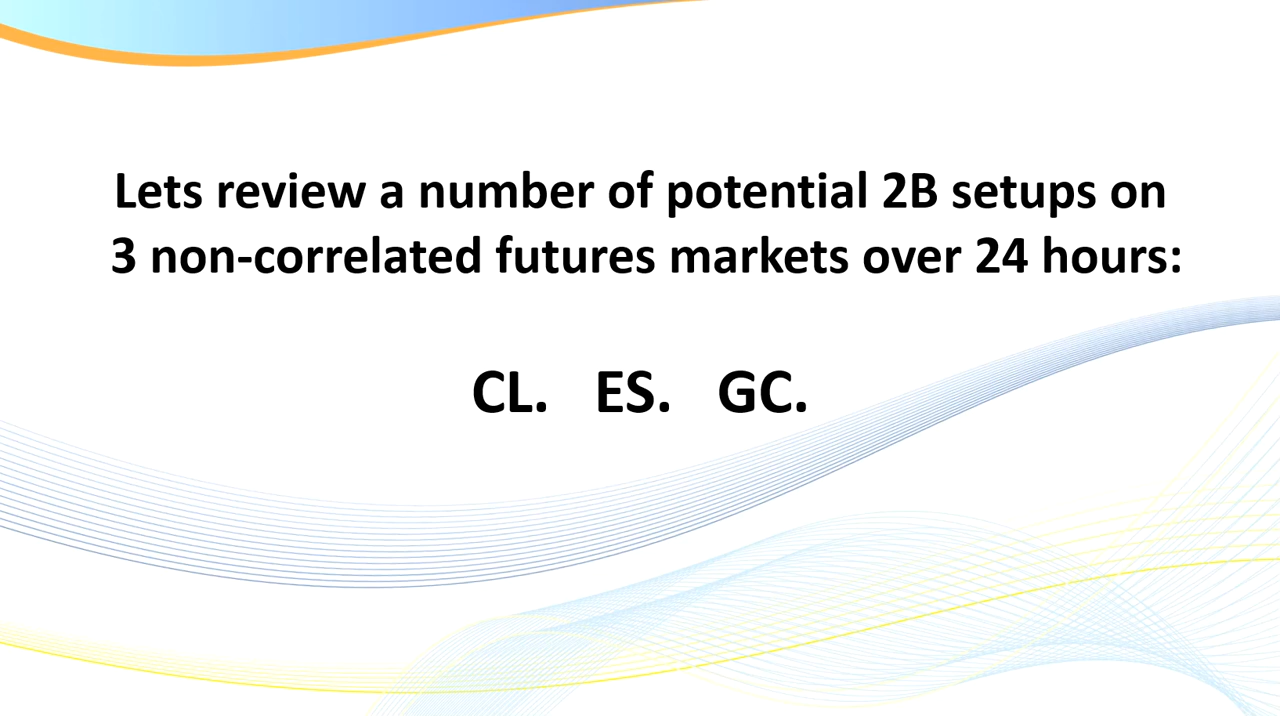 Lets review a number of potential 2B setups on
3 non-correlated futures markets over 24 hours:
CL. ES. GC.